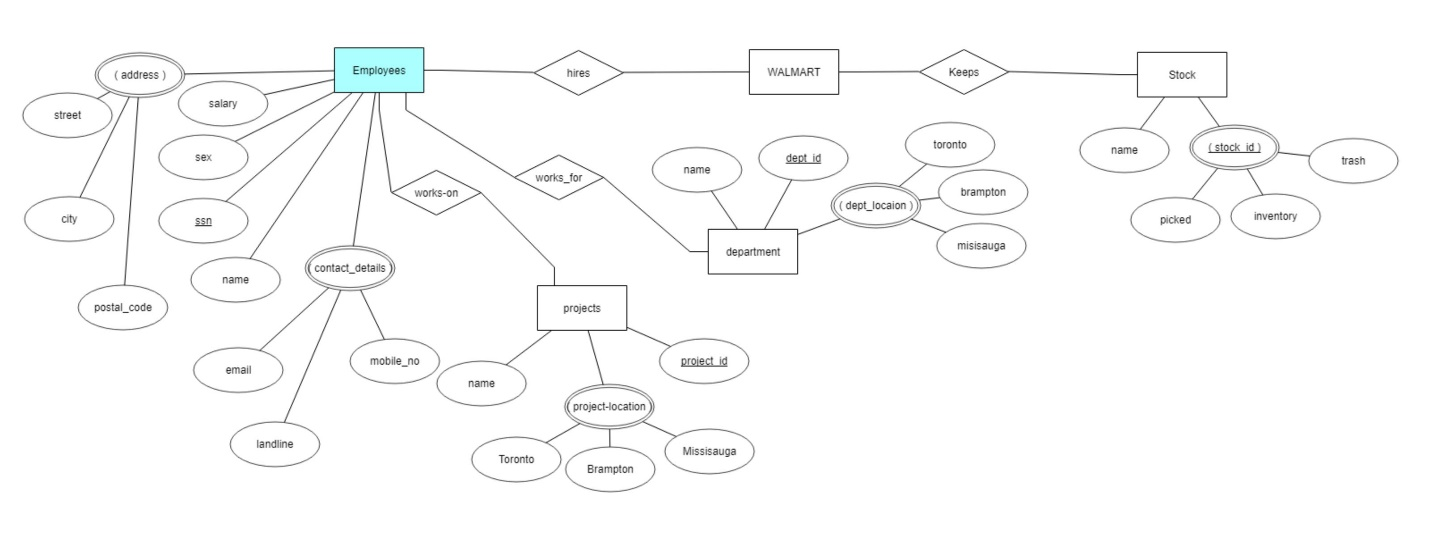 Employees
hires
WALMART
Keeps
Stock
( address )
salary
street
sex
ssn
city
name
postal_code
( contact_details )
email
mobile_no
landline
works-on
works_for
name
dept_id
toronto
( dept_locaion )
brampton
misisauga
department
projects
name
project_id
( project-location )
Toronto
Brampton
Missisauga
name
( stock_id )
trash
picked
inventory